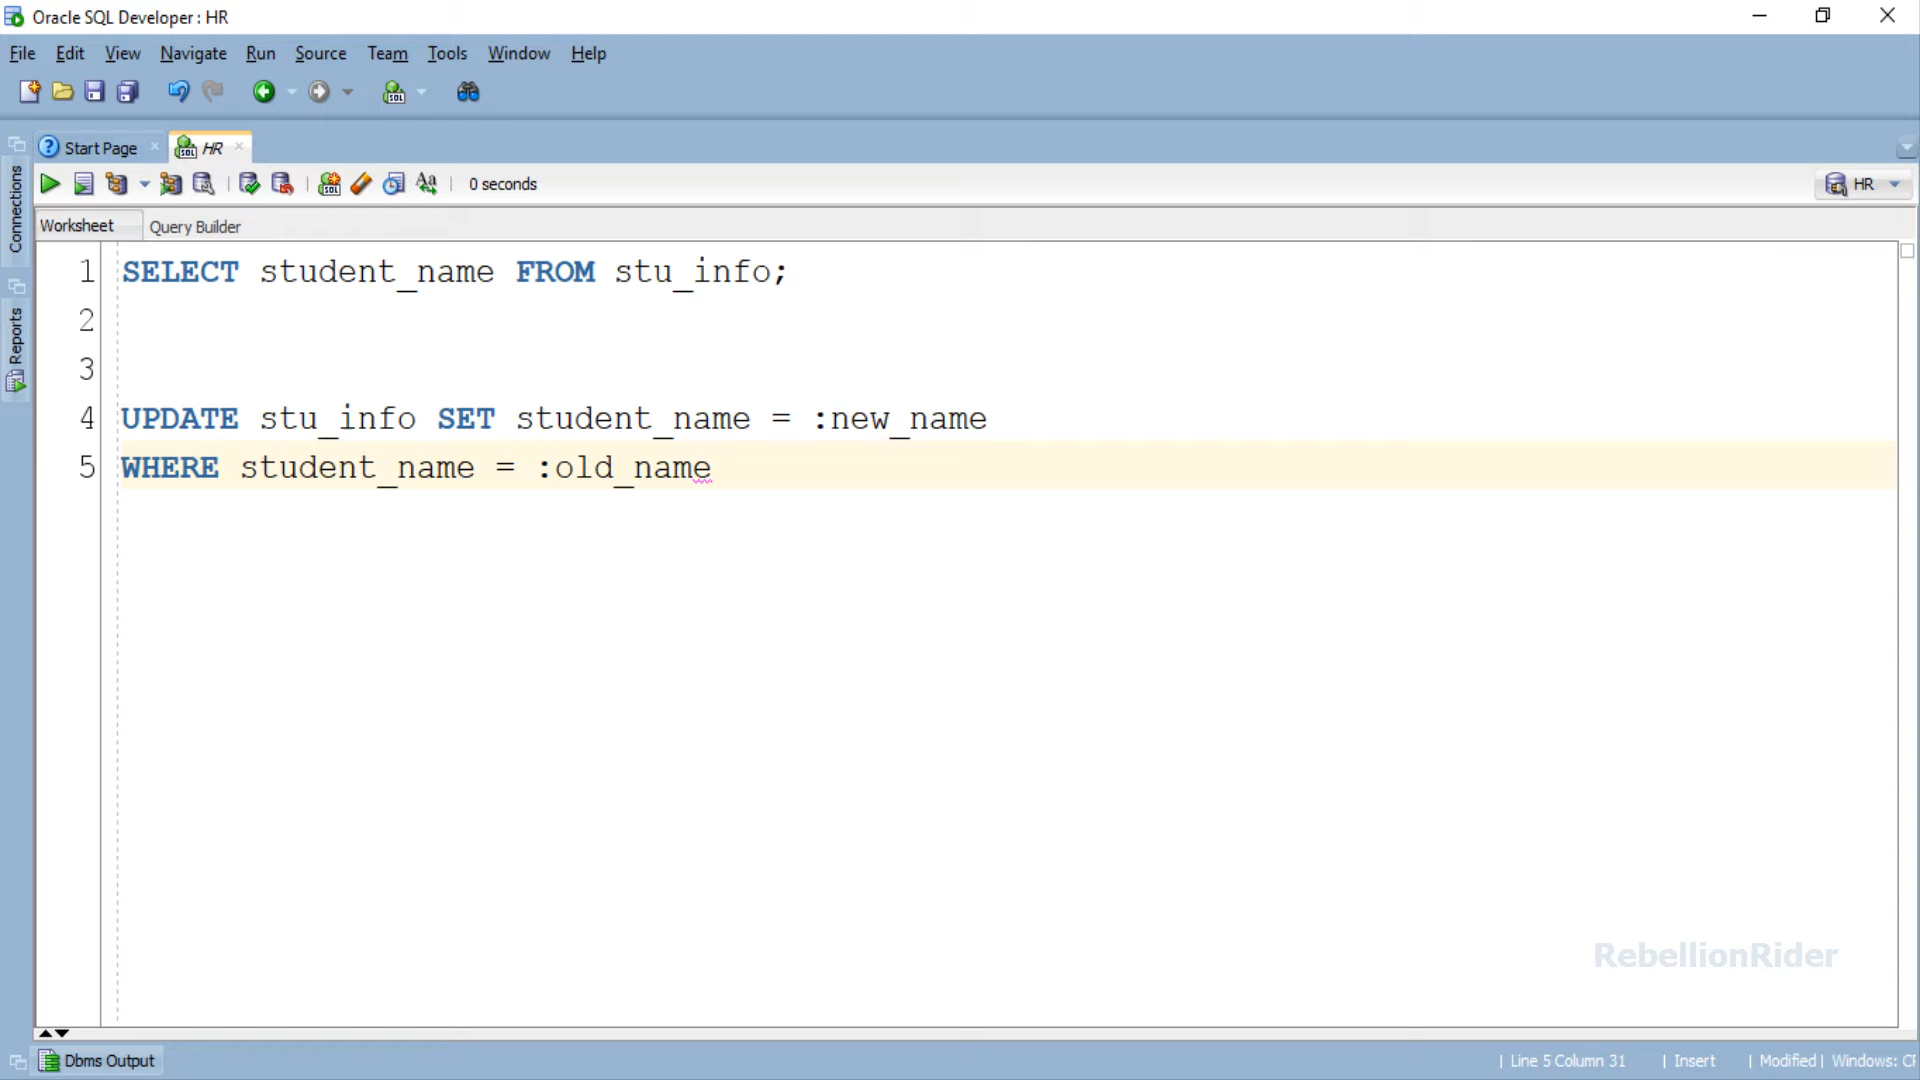 Oracle SQL Developer : HR
File Edit View Navigate Run Source Team Tools Window Help
Start Page HR
0 seconds
HR
Worksheet Query Builder
Connections
Reports
1 SELECT student_name FROM stu_info;
2
3
4 UPDATE stu_info SET student_name = :new_name
5 WHERE student_name = :old_name
RebellionRider
Dbms Output
| Line 5 Column 31 | Insert | Modified | Windows: